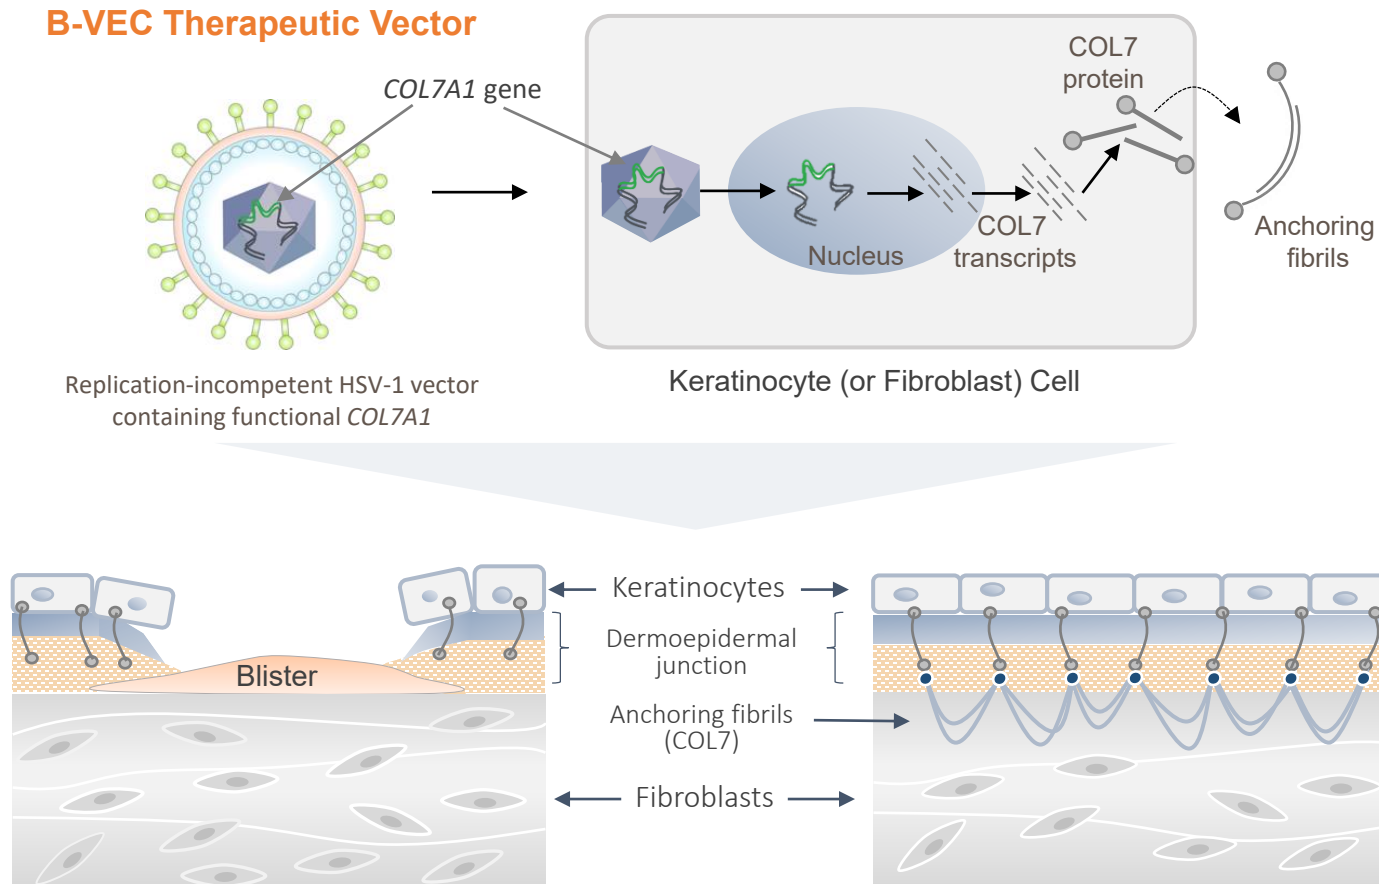 B-VEC Therapeutic Vector
COL7A1 gene
COL7
protein
Nucleus
COL7
transcripts
Anchoring
fibrils
Replication-incompetent HSV-1 vector
containing functional COL7A1
Keratinocyte (or Fibroblast) Cell
Keratinocytes
Dermoepidermal
junction
Blister
Anchoring fibrils
(COL7)
Fibroblasts